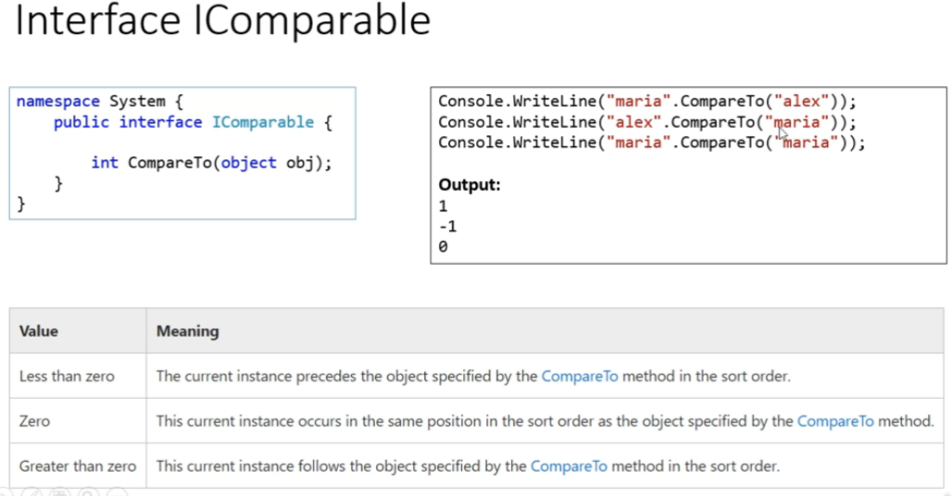 Interface IComparable
namespace System {
public interface IComparable {
int CompareTo(object obj);
}
}
Console.WriteLine("maria".CompareTo("alex"));
Console.WriteLine("alex".CompareTo("maria"));
Console.WriteLine("maria".CompareTo("maria"));
Output:
1
-1
0
Value Meaning
Less than zero The current instance precedes the object specified by the CompareTo method in the sort order.
Zero This current instance occurs in the same position in the sort order as the object specified by the CompareTo method.
Greater than zero This current instance follows the object specified by the CompareTo method in the sort order.